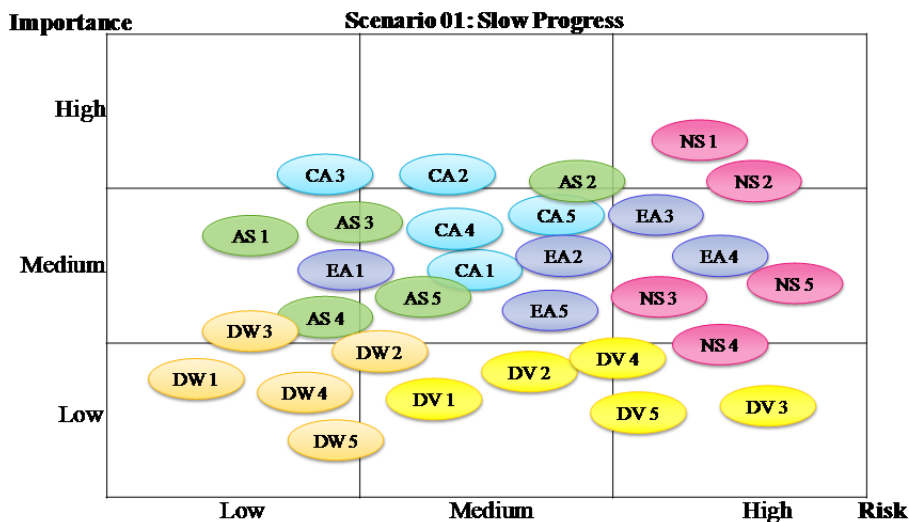 Importance
Scenario 01: Slow Progress
High
NS 1
CA 3
CA 2
AS 2
NS 2
AS 1
AS 3
CA 4
CA 5
EA 3
Medium
EA 1
CA 1
EA 2
EA 4
AS 5
NS 3
NS 5
AS 4
EA 5
DW 3
DW 2
DV 4
NS 4
DW 1
DW 4
DV 1
DV 2
DV 5
DV 3
Low
DW 5
Low
Medium
High
Risk